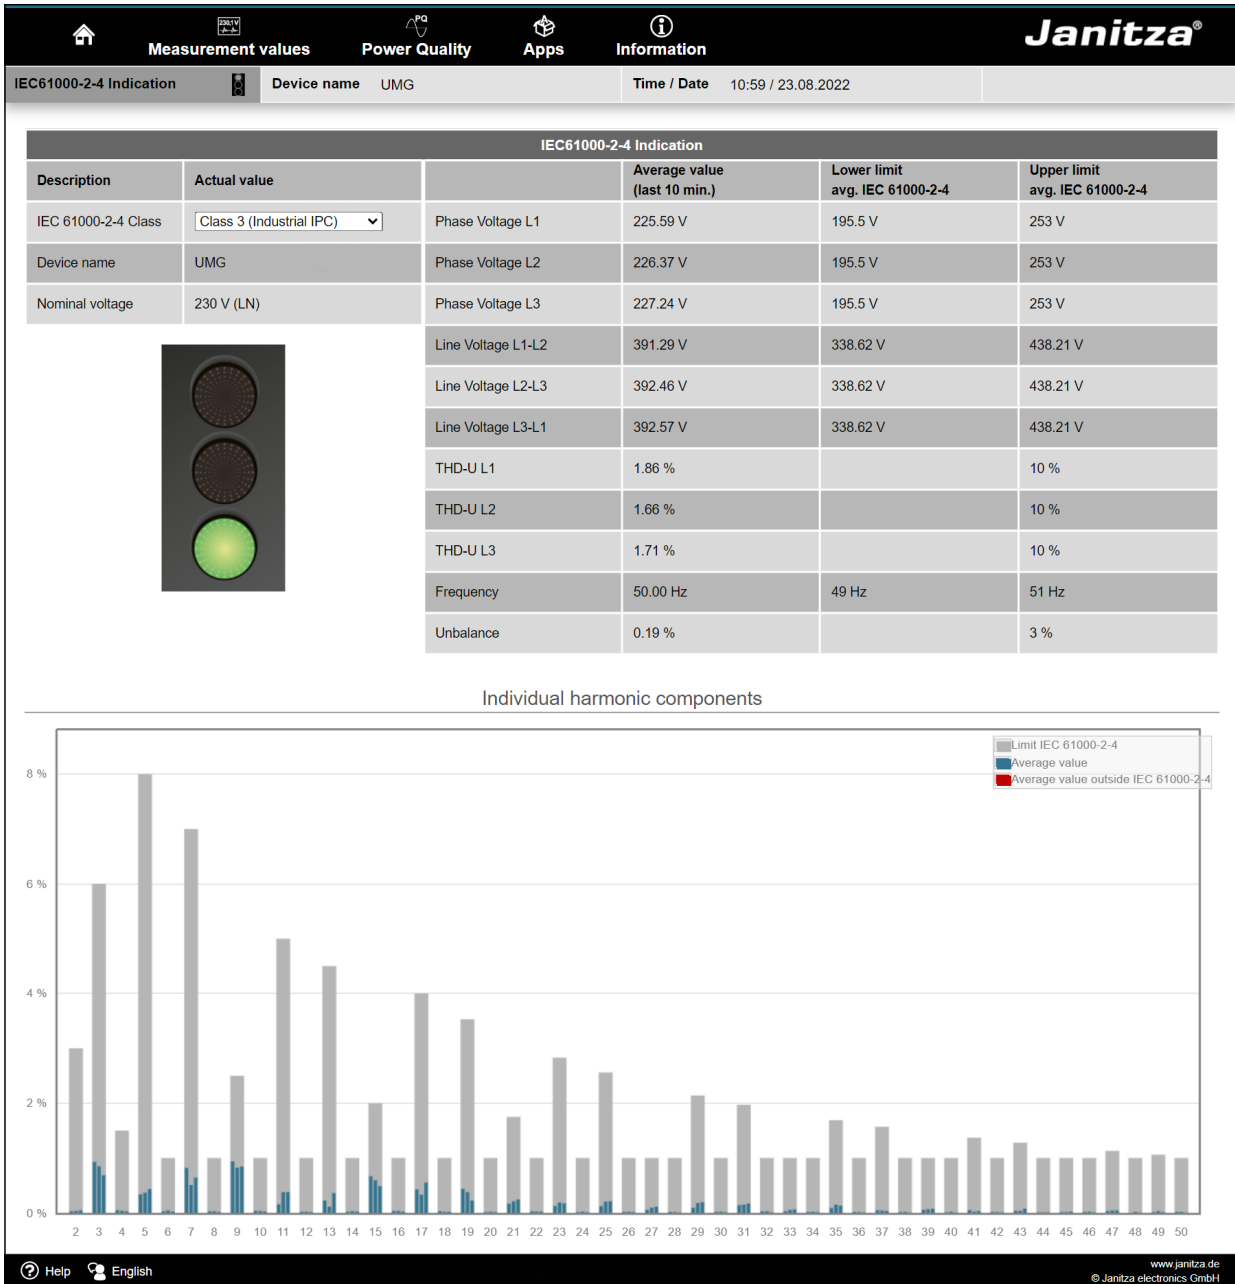 230.1V
PQ
Measurement values Power Quality Apps Information
Janitza®
IEC61000-2-4 Indication Device name UMG Time / Date 10:59 / 23.08.2022
IEC61000-2-4 Indication
Description Actual value Average value (last 10 min.) Lower limit avg. IEC 61000-2-4 Upper limit avg. IEC 61000-2-4
IEC 61000-2-4 Class Class 3 (Industrial IPC) Phase Voltage L1 225.59 V 195.5 V 253 V
Device name UMG Phase Voltage L2 226.37 V 195.5 V 253 V
Nominal voltage 230 V (LN) Phase Voltage L3 227.24 V 195.5 V 253 V
Line Voltage L1-L2 391.29 V 338.62 V 438.21 V
Line Voltage L2-L3 392.46 V 338.62 V 438.21 V
Line Voltage L3-L1 392.57 V 338.62 V 438.21 V
THD-U L1 1.86 % 10 %
THD-U L2 1.66 % 10 %
THD-U L3 1.71 % 10 %
Frequency 50.00 Hz 49 Hz 51 Hz
Unbalance 0.19 % 3 %
Individual harmonic components
Limit IEC 61000-2-4
Average value
Average value outside IEC 61000-2-4
8 %
6 %
4 %
2 %
0 %
2 3 4 5 6 7 8 9 10 11 12 13 14 15 16 17 18 19 20 21 22 23 24 25 26 27 28 29 30 31 32 33 34 35 36 37 38 39 40 41 42 43 44 45 46 47 48 49 50
Help English
www.janitza.de
© Janitza electronics GmbH